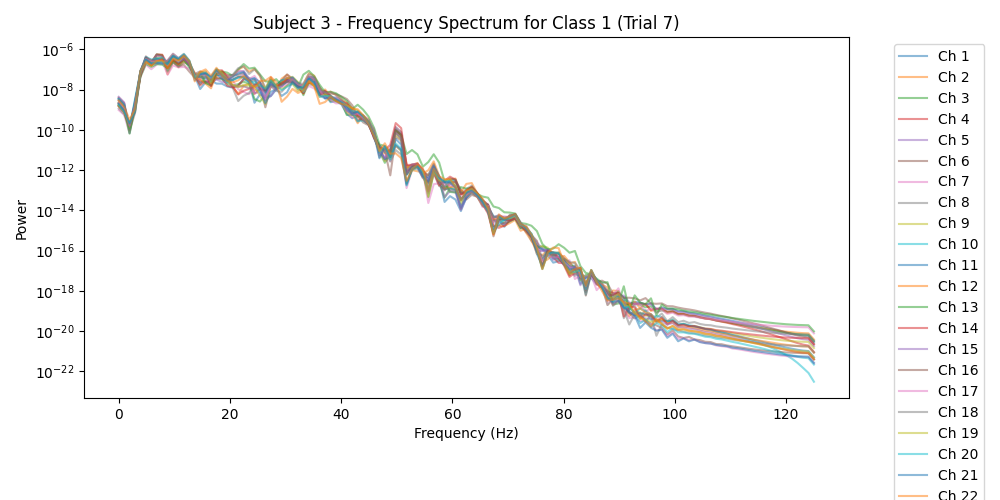 Subject 3 - Frequency Spectrum for Class 1 (Trial 7)
Power
10⁻⁶
10⁻⁸
10⁻¹⁰
10⁻¹²
10⁻¹⁴
10⁻¹⁶
10⁻¹⁸
10⁻²⁰
10⁻²²
0 20 40 60 80 100 120
Frequency (Hz)
Ch 1
Ch 2
Ch 3
Ch 4
Ch 5
Ch 6
Ch 7
Ch 8
Ch 9
Ch 10
Ch 11
Ch 12
Ch 13
Ch 14
Ch 15
Ch 16
Ch 17
Ch 18
Ch 19
Ch 20
Ch 21
Ch 22